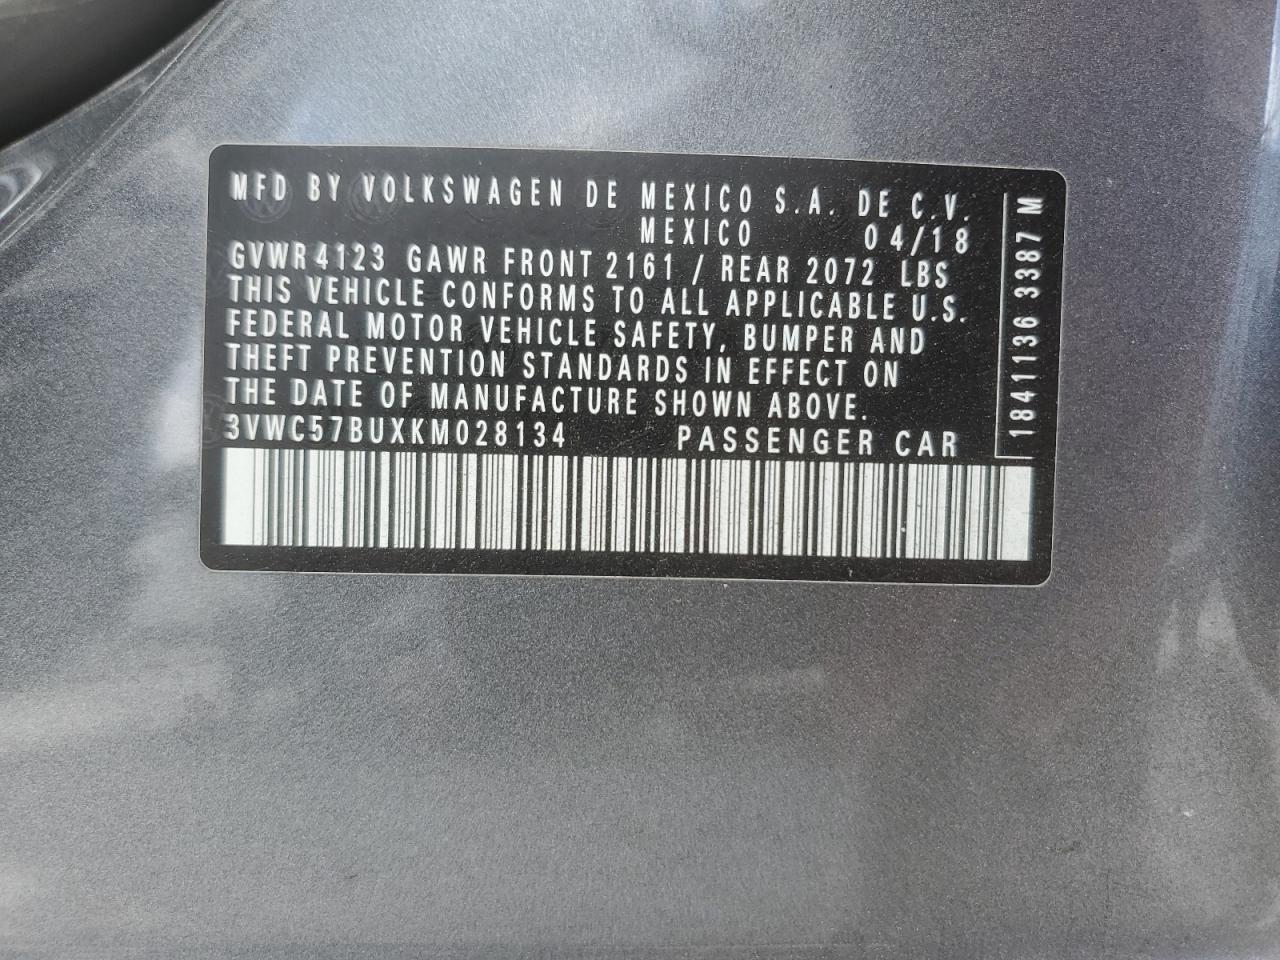 MFD BY VOLKSWAGEN DE MEXICO S.A. DE C.V.
MEXICO 04/18
GVWR 4123 GAWR FRONT 2161 / REAR 2072 LBS
THIS VEHICLE CONFORMS TO ALL APPLICABLE U.S.
FEDERAL MOTOR VEHICLE SAFETY, BUMPER AND
THEFT PREVENTION STANDARDS IN EFFECT ON
THE DATE OF MANUFACTURE SHOWN ABOVE.
3VWC57BUXKM028134 PASSENGER CAR
1841136 3387 M